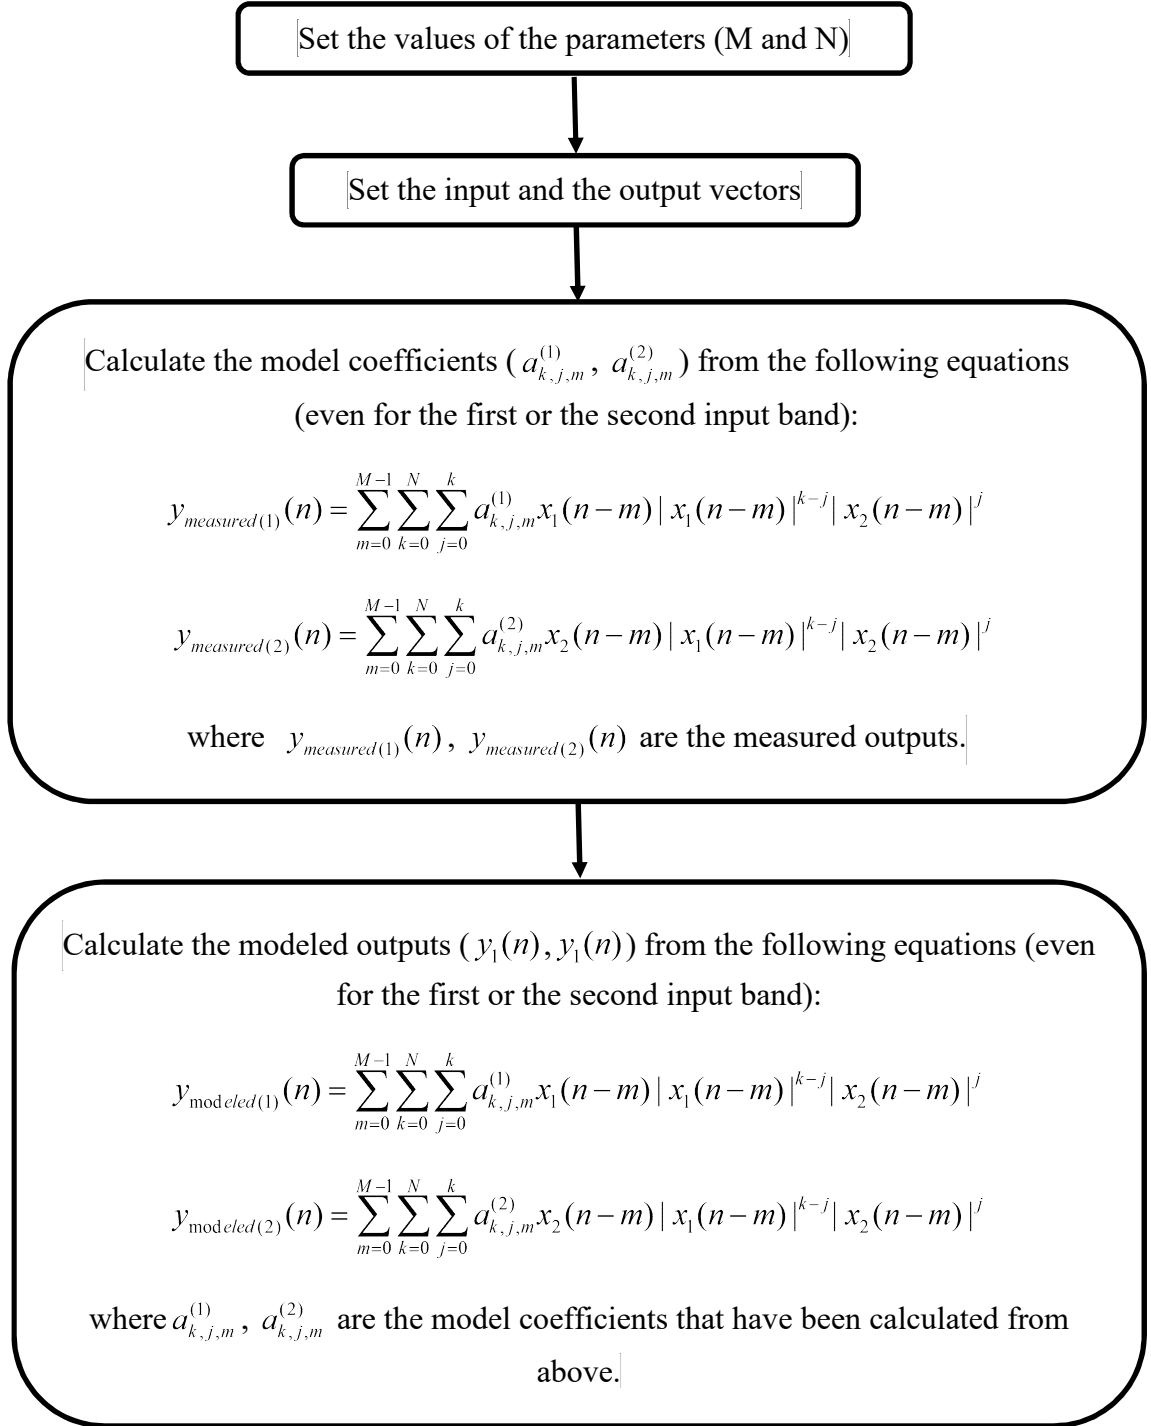 Set the values of the parameters (M and N)
Set the input and the output vectors
Calculate the model coefficients ( $a_{k,j,m}^{(1)}$ , $a_{k,j,m}^{(2)}$ ) from the following equations
(even for the first or the second input band):
$y_{measured(1)}(n) = \sum_{m=0}^{M-1} \sum_{k=0}^{N} \sum_{j=0}^{k} a_{k,j,m}^{(1)} x_1(n-m) | x_1(n-m) |^{k-j} | x_2(n-m) |^j$
$y_{measured(2)}(n) = \sum_{m=0}^{M-1} \sum_{k=0}^{N} \sum_{j=0}^{k} a_{k,j,m}^{(2)} x_2(n-m) | x_1(n-m) |^{k-j} | x_2(n-m) |^j$
where $y_{measured(1)}(n)$ , $y_{measured(2)}(n)$ are the measured outputs.
Calculate the modeled outputs ( $y_1(n), y_1(n)$ ) from the following equations (even
for the first or the second input band):
$y_{modeled(1)}(n) = \sum_{m=0}^{M-1} \sum_{k=0}^{N} \sum_{j=0}^{k} a_{k,j,m}^{(1)} x_1(n-m) | x_1(n-m) |^{k-j} | x_2(n-m) |^j$
$y_{modeled(2)}(n) = \sum_{m=0}^{M-1} \sum_{k=0}^{N} \sum_{j=0}^{k} a_{k,j,m}^{(2)} x_2(n-m) | x_1(n-m) |^{k-j} | x_2(n-m) |^j$
where $a_{k,j,m}^{(1)}$ , $a_{k,j,m}^{(2)}$ are the model coefficients that have been calculated from
above.